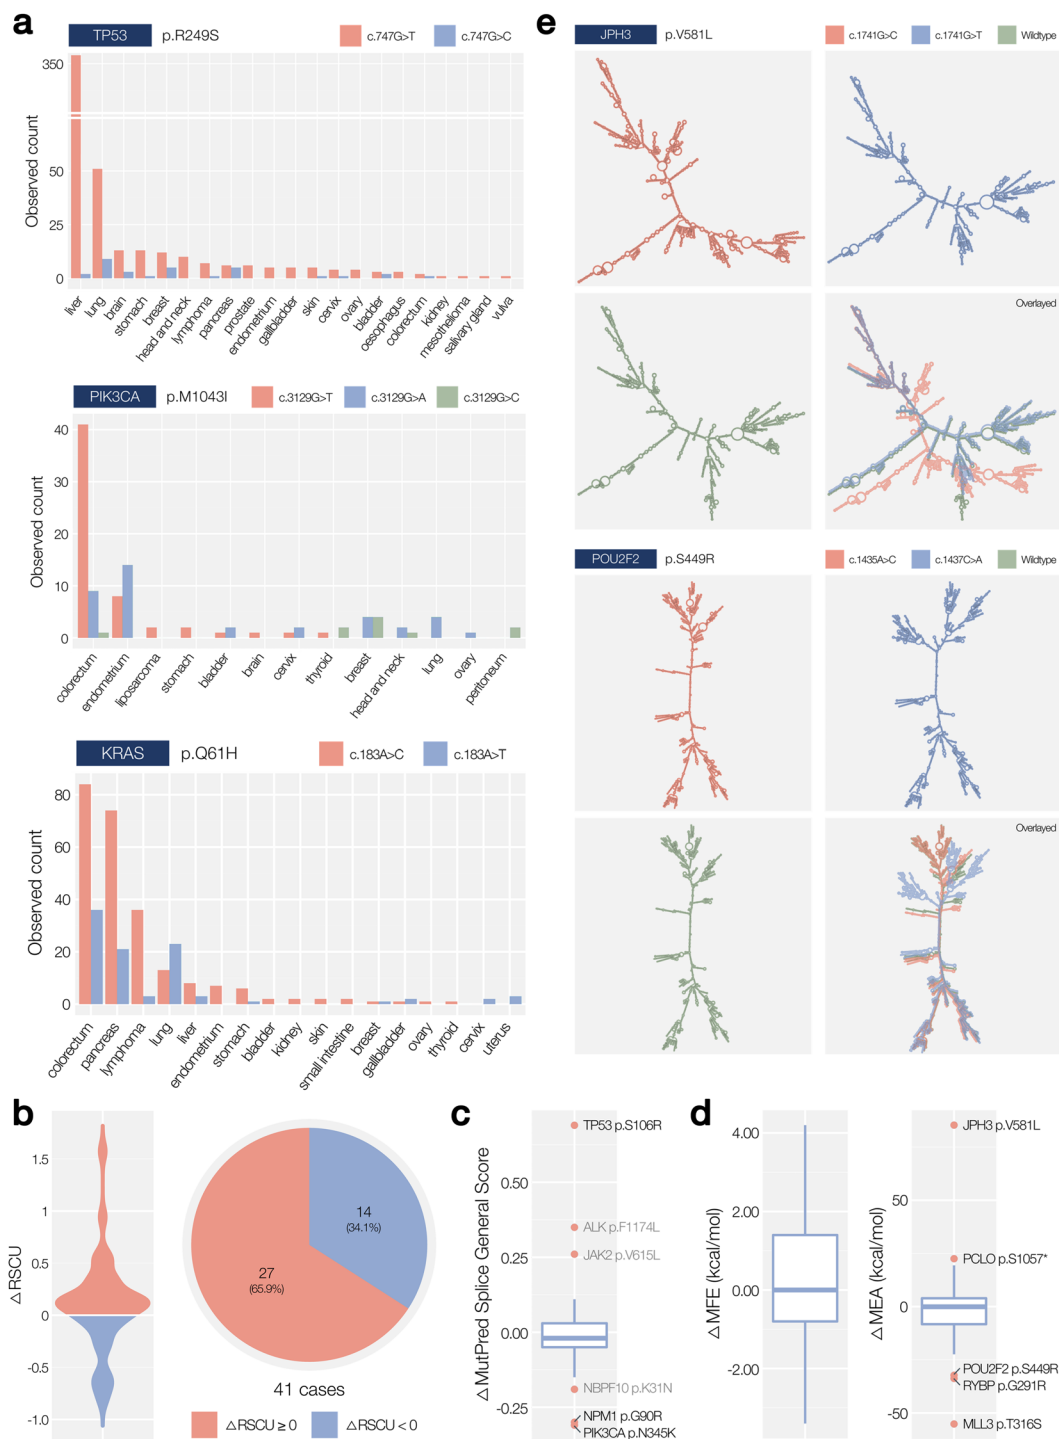 a
TP53 p.R249S c.747G>T c.747G>C
Observed count
350
50
25
0
liver lung brain stomach breast head and neck lymphoma pancreas prostate endometrium gallbladder skin cervix ovary bladder oesophagus colorectum kidney mesothelioma salivary gland vulva
PIK3CA p.M1043I c.3129G>T c.3129G>A c.3129G>C
Observed count
40
30
20
10
0
colorectum endometrium liposarcoma stomach bladder brain cervix thyroid breast head and neck lung ovary peritoneum
KRAS p.Q61H c.183A>C c.183A>T
Observed count
80
60
40
20
0
colorectum pancreas lymphoma lung liver endometrium stomach bladder kidney skin small intestine breast gallbladder ovary thyroid cervix uterus
e
JPH3 p.V581L c.1741G>C c.1741G>T Wildtype
Overlayed
POU2F2 p.S449R c.1435A>C c.1437C>A Wildtype
Overlayed
b
△RSCU
1.5
1
0.5
0
-0.5
-1.0
14
(34.1%)
27
(65.9%)
41 cases
△RSCU ≥ 0 △RSCU < 0
c
△MutPred Splice General Score
0.50
0.25
0.00
-0.25
TP53 p.S106R
ALK p.F1174L
JAK2 p.V615L
NBPF10 p.K31N
NPM1 p.G90R
PIK3CA p.N345K
d
△MFE (kcal/mol)
4.00
2.00
0.00
-2.00
△MEA (kcal/mol)
50
0
-50
JPH3 p.V581L
PCLO p.S1057*
POU2F2 p.S449R
RYBP p.G291R
MLL3 p.T316S